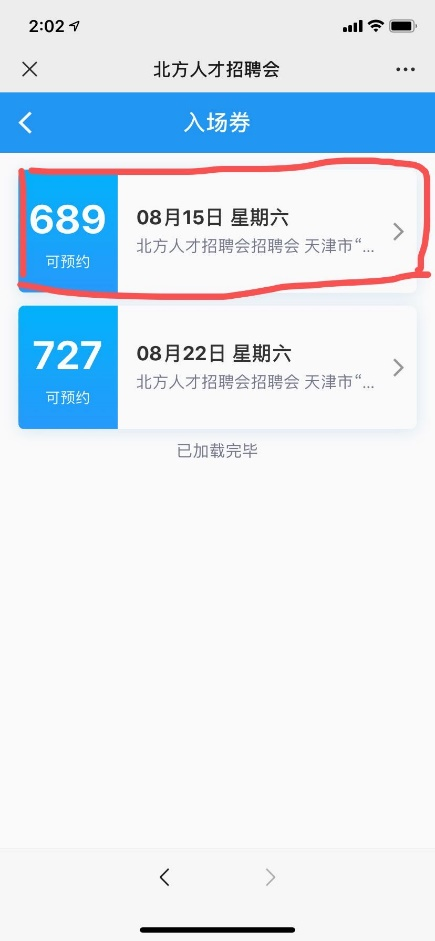 2:02
北方人才招聘会
入场券
689
可预约
08月15日 星期六
北方人才招聘会招聘会 天津市“...
727
可预约
08月22日 星期六
北方人才招聘会招聘会 天津市“...
已加载完毕